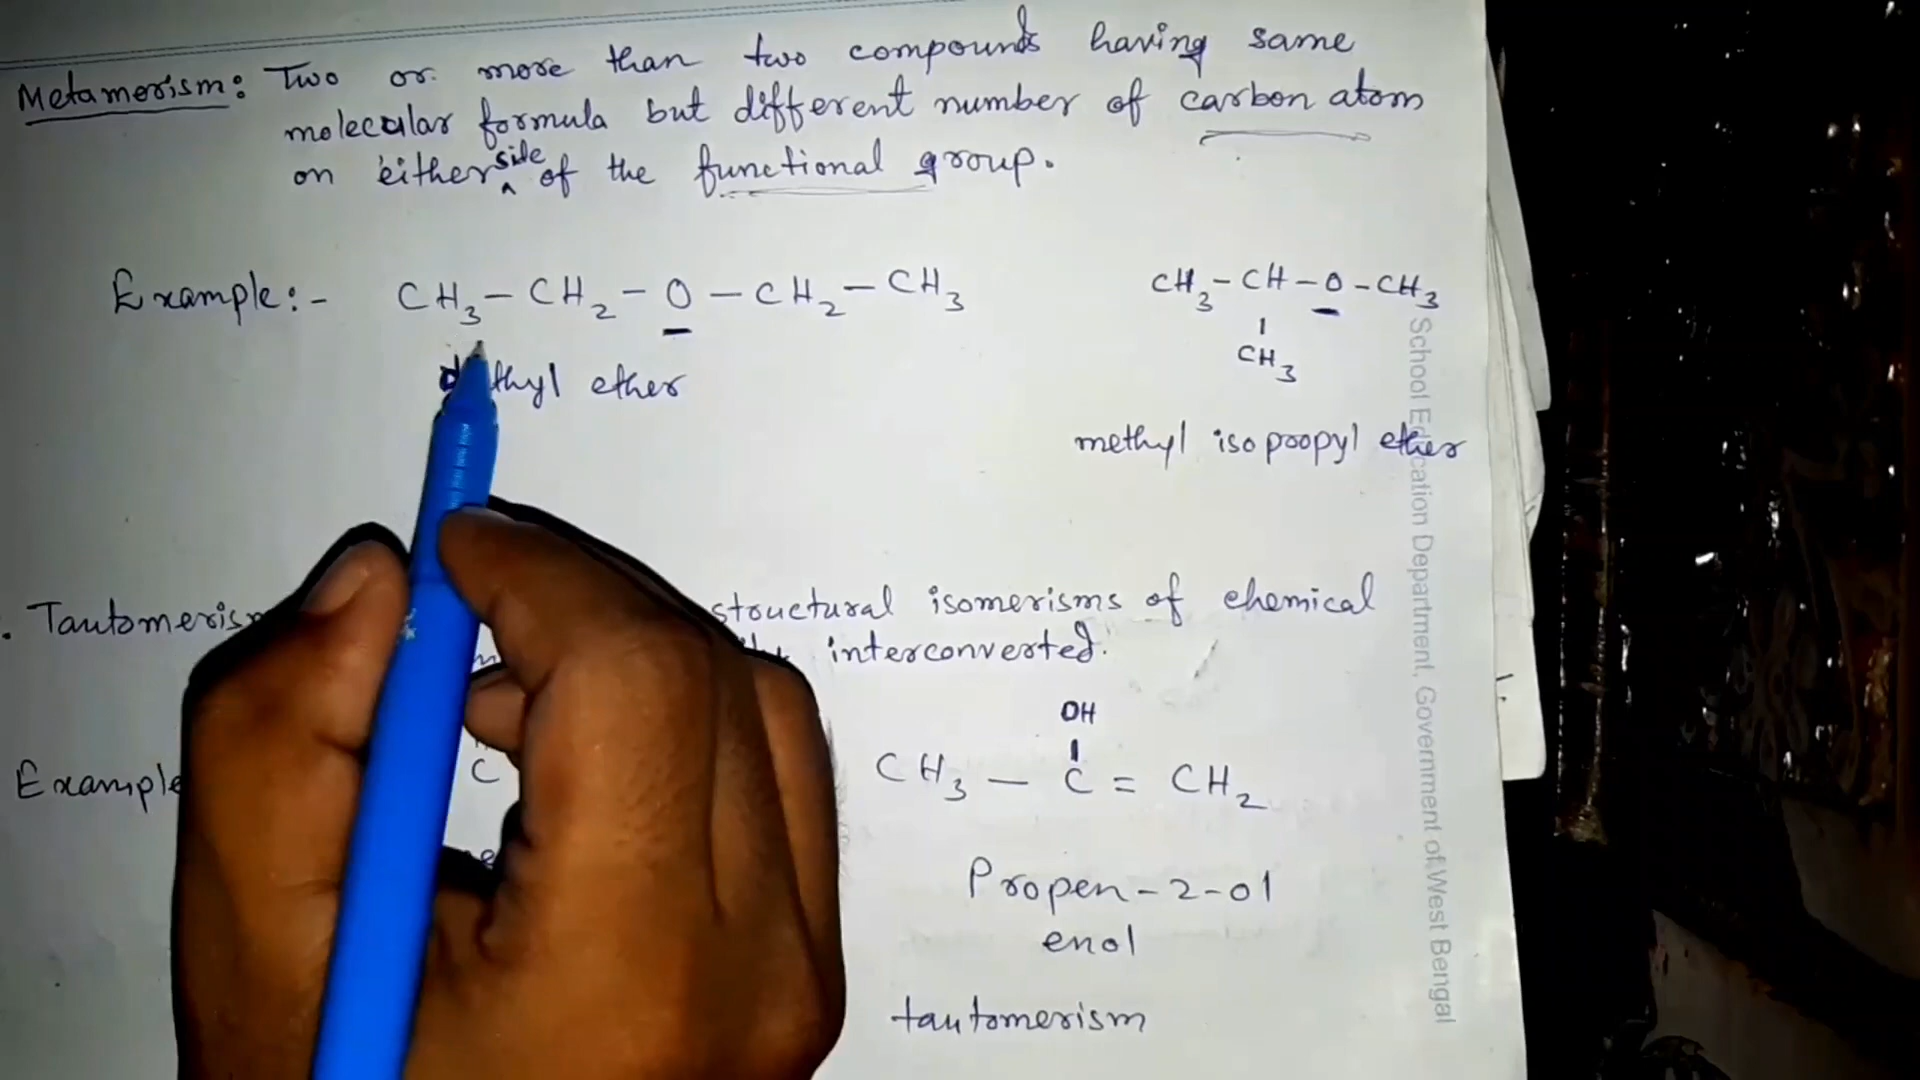 Metamerism: Two or more than two compounds having same
molecular formula but different number of carbon atom
on either side of the functional group.
Example:- CH3-CH2-O-CH2-CH3
CH3-CH-O-CH3
CH3
ethyl ether
methyl isopropyl ether
Tautomerism structural isomerisms of chemical
interconverted.
OH
Example C
CH3-C=CH2
Propen-2-ol
enol
tautomerism
School Education Department, Government of West Bengal